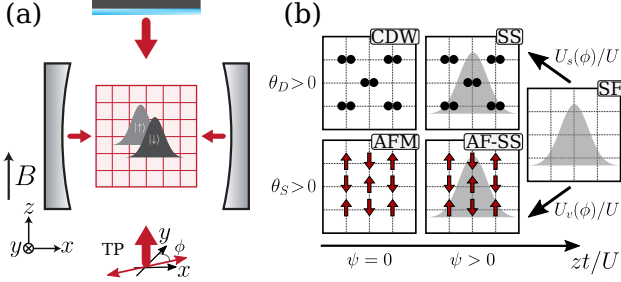 (a)
|↑⟩
|↓⟩
B
z
y
x
TP
y
ϕ
x
(b)
CDW
SS
U_s(ϕ)/U
θ_D>0
SF
AFM
AF-SS
θ_S>0
U_v(ϕ)/U
ψ = 0
ψ > 0
zt/U